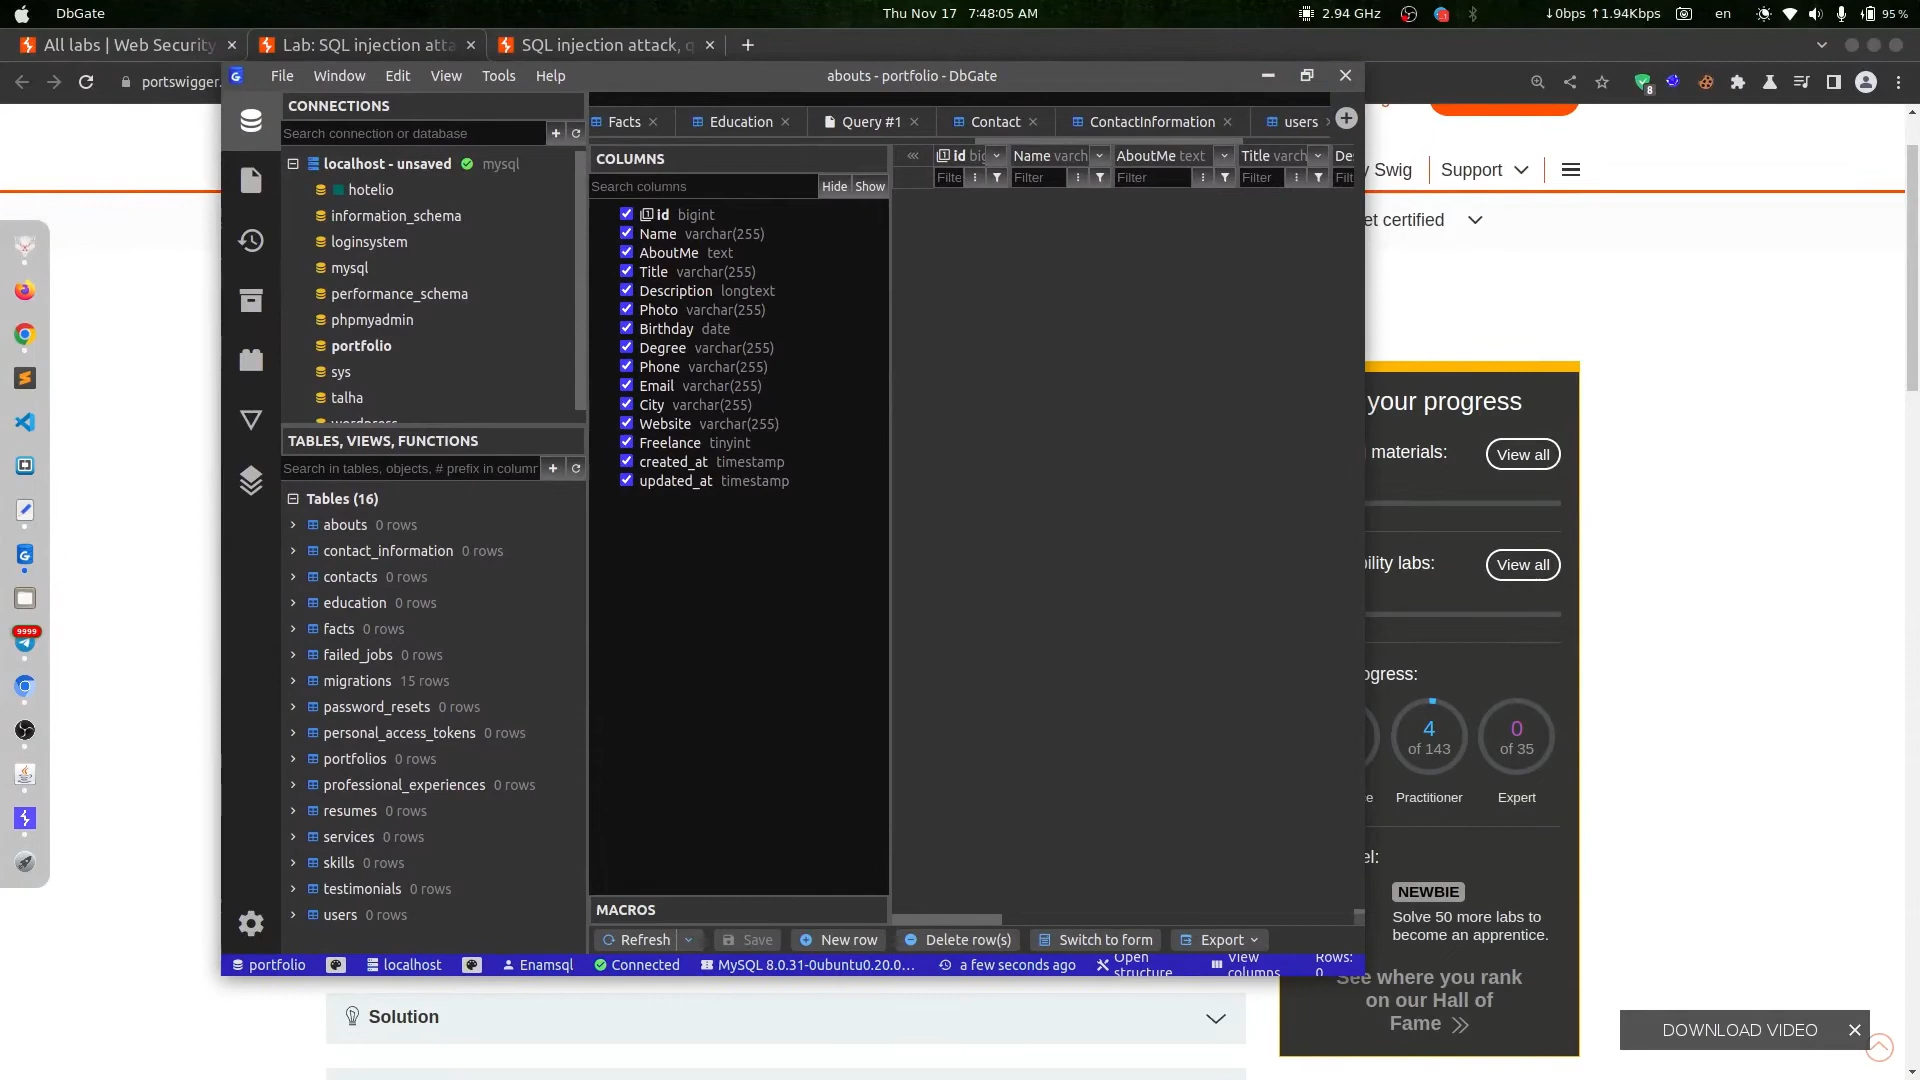 DbGate
Thu Nov 17 7:48:05 AM
2.94 GHz
↓0bps ↑1.94Kbps
en
95 %
All labs | Web Security
Lab: SQL injection atta
SQL injection attack, q
portswigger.
8
File Window Edit View Tools Help
abouts - portfolio - DbGate
CONNECTIONS
Search connection or database
localhost - unsaved mysql
hotelio
information_schema
loginsystem
mysql
performance_schema
phpmyadmin
portfolio
sys
talha
TABLES, VIEWS, FUNCTIONS
Search in tables, objects, # prefix in column
Tables (16)
abouts 0 rows
contact_information 0 rows
contacts 0 rows
education 0 rows
facts 0 rows
failed_jobs 0 rows
migrations 15 rows
password_resets 0 rows
personal_access_tokens 0 rows
portfolios 0 rows
professional_experiences 0 rows
resumes 0 rows
services 0 rows
skills 0 rows
testimonials 0 rows
users 0 rows
Facts Education Query #1 Contact ContactInformation users
COLUMNS
Search columns Hide Show
id bigint
Name varchar(255)
AboutMe text
Title varchar(255)
Description longtext
Photo varchar(255)
Birthday date
Degree varchar(255)
Phone varchar(255)
Email varchar(255)
City varchar(255)
Website varchar(255)
Freelance tinyint
created_at timestamp
updated_at timestamp
id big Name varch AboutMe text Title varch Des
Filte Filter Filter Filter Filt
MACROS
Refresh Save New row Delete row(s) Switch to form Export
portfolio localhost Enamsql Connected MySQL 8.0.31-0ubuntu0.20.0... a few seconds ago Open structure View columns Rows: 0
y Swig Support
et certified
your progress
materials: View all
ility labs: View all
ogress:
4
of 143
0
of 35
e Practitioner Expert
el:
NEWBIE
Solve 50 more labs to
become an apprentice.
See where you rank
on our Hall of
Fame
Solution
DOWNLOAD VIDEO
9999